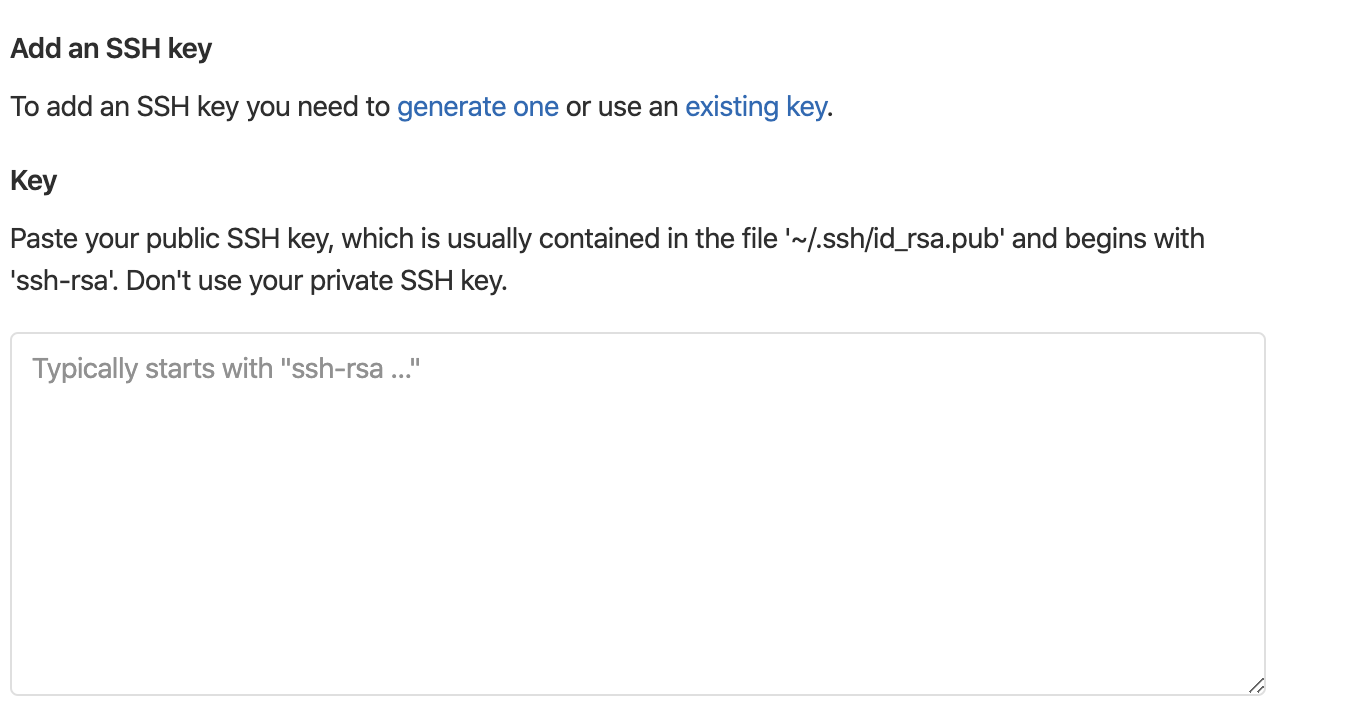 Add an SSH key
To add an SSH key you need to generate one or use an existing key.
Key
Paste your public SSH key, which is usually contained in the file '~/.ssh/id_rsa.pub' and begins with
'ssh-rsa'. Don't use your private SSH key.
Typically starts with "ssh-rsa ..."